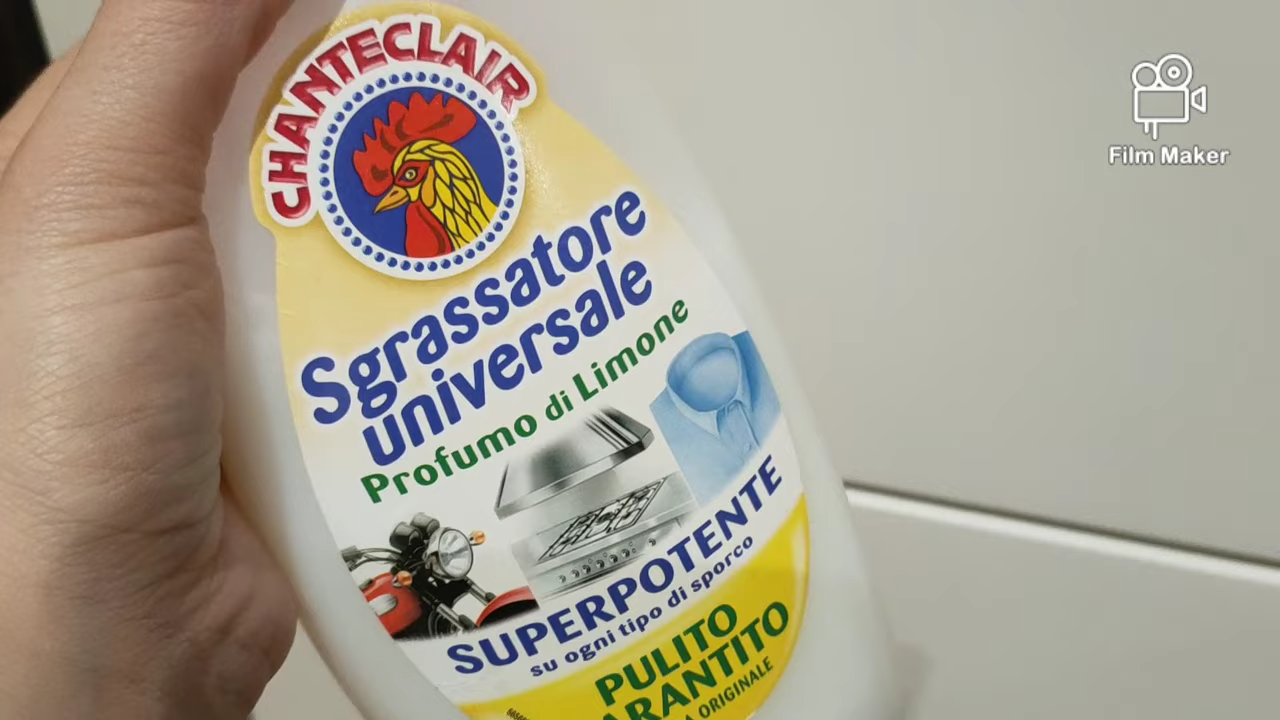 CHANTECLAIR
Film Maker
Sgrassatore
universale
Profumo di Limone
SUPERPOTENTE
su ogni tipo di sporco
PULITO
ARANTITO
ORIGINALE